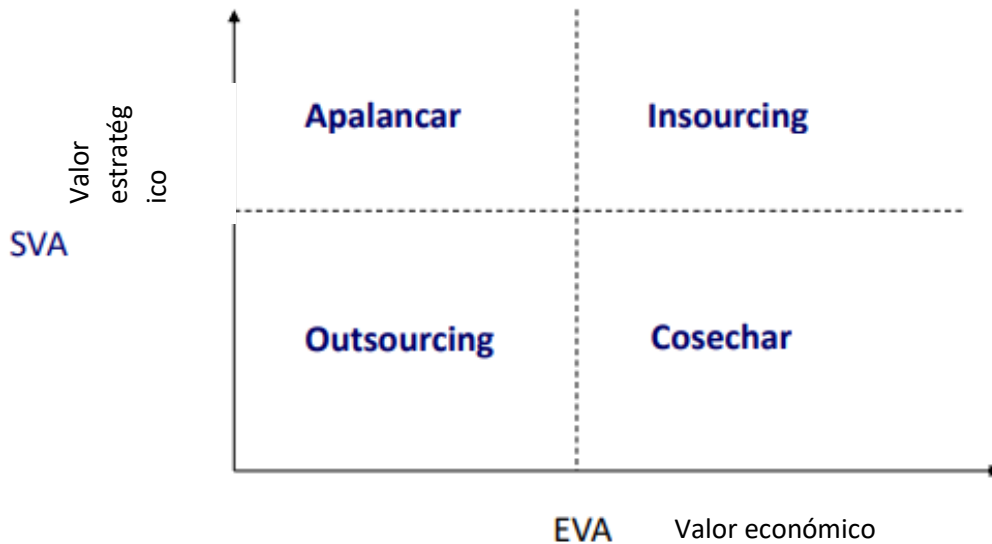 Valor
estratég
ico
SVA
Apalancar
Insourcing
Outsourcing
Cosechar
EVA
Valor económico